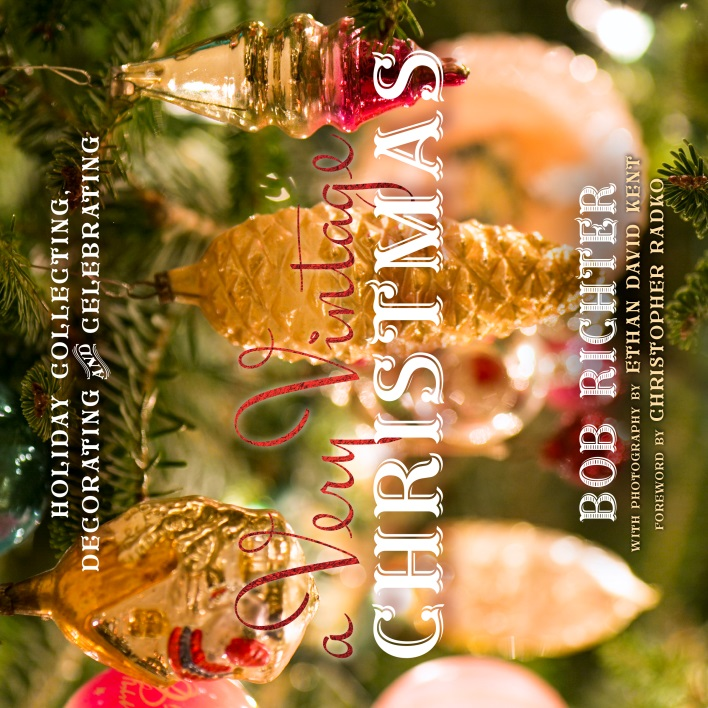 HOLIDAY COLLECTING,
DECORATING AND CELEBRATING
a Very Vintage
CHRISTMAS
BOB RICHTER
WITH PHOTOGRAPHY BY ETHAN DAVID KENT
FOREWORD BY CHRISTOPHER RADKO